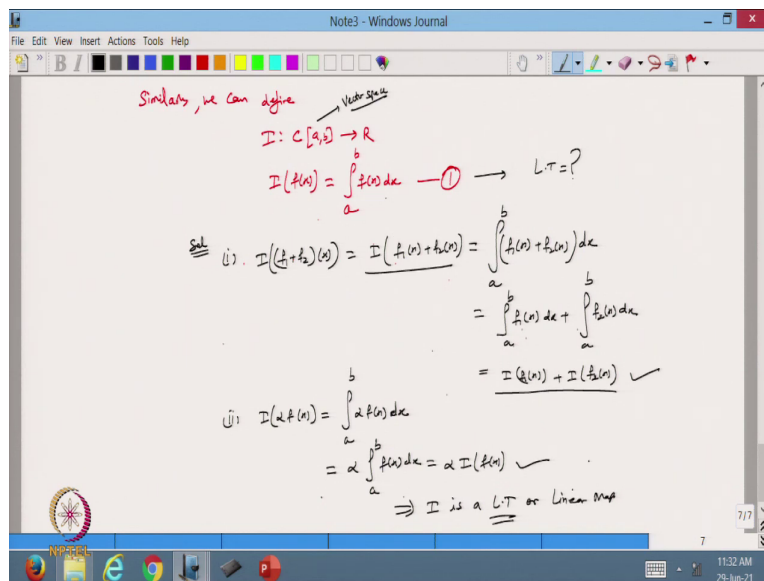 Note3 - Windows Journal
File Edit View Insert Actions Tools Help
Similarly, we can define
Vector space
I: C[a,b] → R
I(f(x)) = ∫_a^b f(x) dx — ① → L.T = ?
Sol (i). I((f₁+f₂)(x)) = I(f₁(x)+f₂(x)) = ∫_a^b (f₁(x)+f₂(x)) dx
= ∫_a^b f₁(x) dx + ∫_a^b f₂(x) dx
= I(f₁(x)) + I(f₂(x)) ✓
(ii) I(αf(x)) = ∫_a^b α f(x) dx
= α ∫_a^b f(x) dx = α I(f(x)) ✓
⇒ I is a L.T or Linear Map
7/7
7
NPTEL
11:32 AM
29-Jun-21